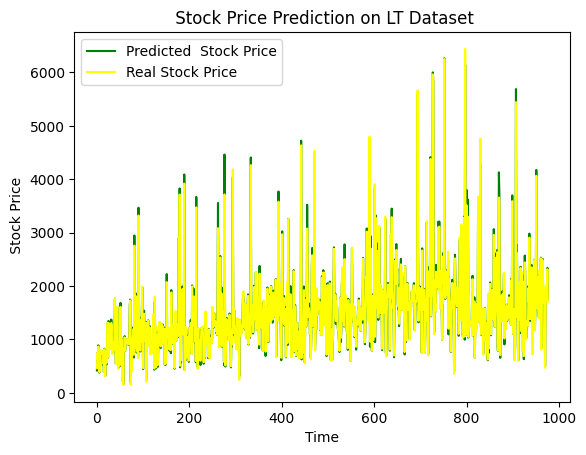 Stock Price Prediction on LT Dataset
Predicted  Stock Price
Real Stock Price
Stock Price
6000
5000
4000
3000
2000
1000
0
0 200 400 600 800 1000
Time